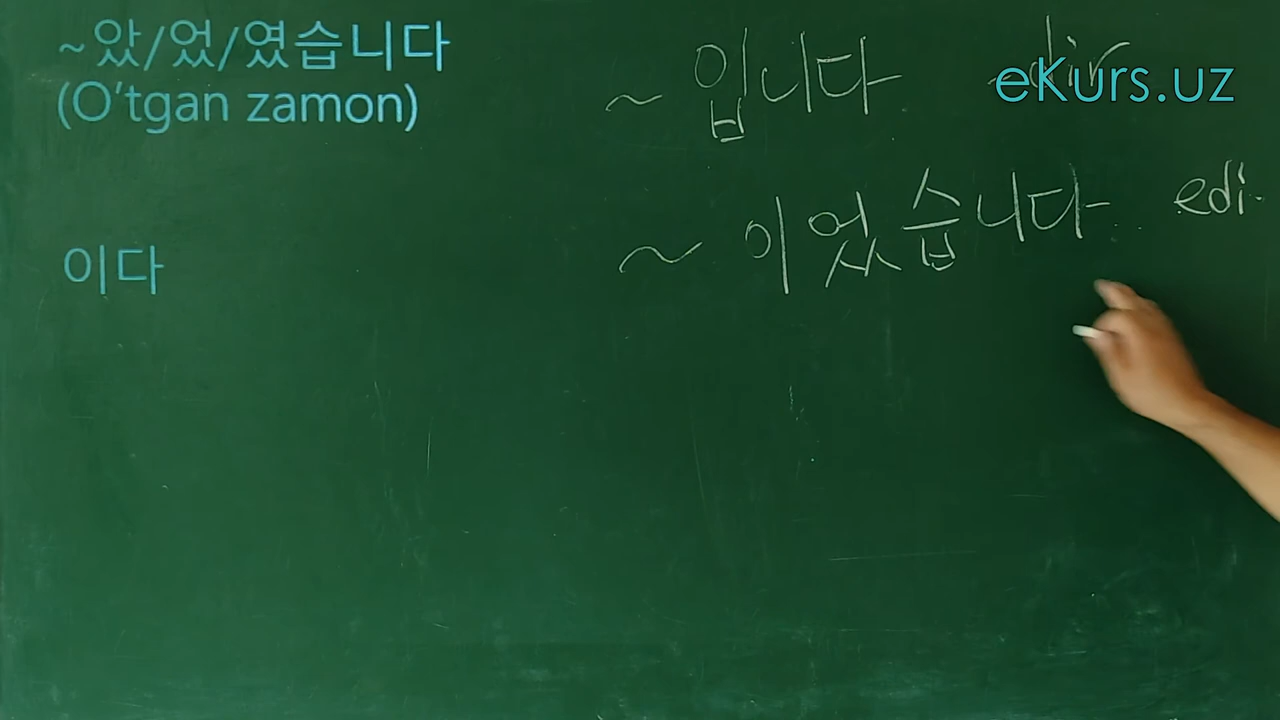 ~았/었/였습니다
(O'tgan zamon)
~ 입니다 ~dir
eKurs.uz
~ 이었습니다 edi.
이다